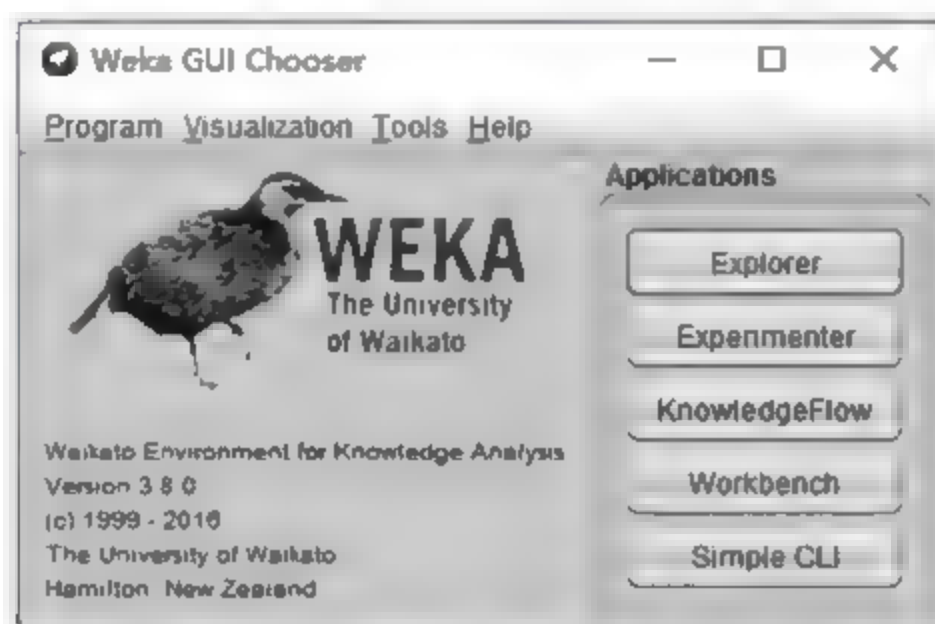 Weka GUI Chooser
Program Visualization Tools Help
WEKA
The University
of Waikato
Waikato Environment for Knowledge Analysis
Version 3.8.0
(c) 1999 - 2016
The University of Waikato
Hamilton, New Zealand
Applications
Explorer
Experimenter
KnowledgeFlow
Workbench
Simple CLI